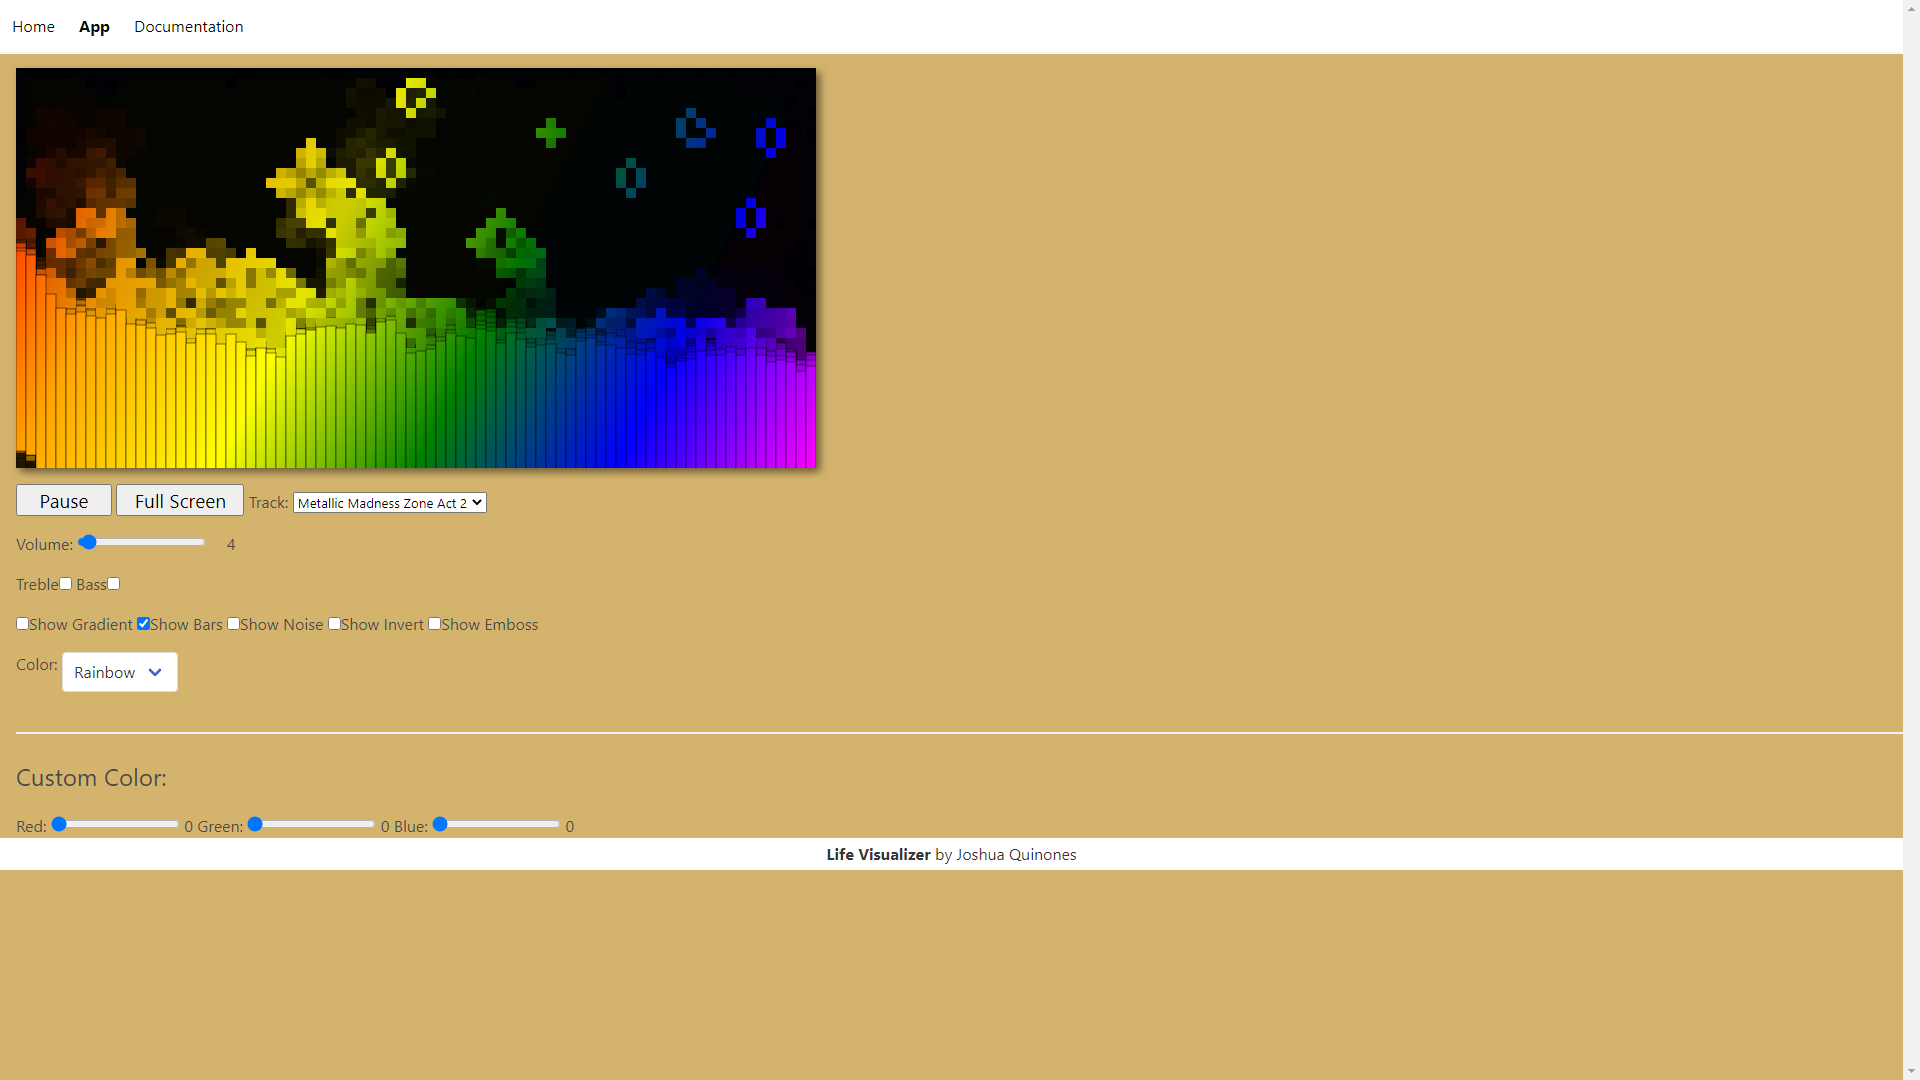 Home App Documentation
Pause Full Screen Track: Metallic Madness Zone Act 2
Volume: 4
Treble Bass
Show Gradient Show Bars Show Noise Show Invert Show Emboss
Color: Rainbow
Custom Color:
Red: 0 Green: 0 Blue: 0
Life Visualizer by Joshua Quinones